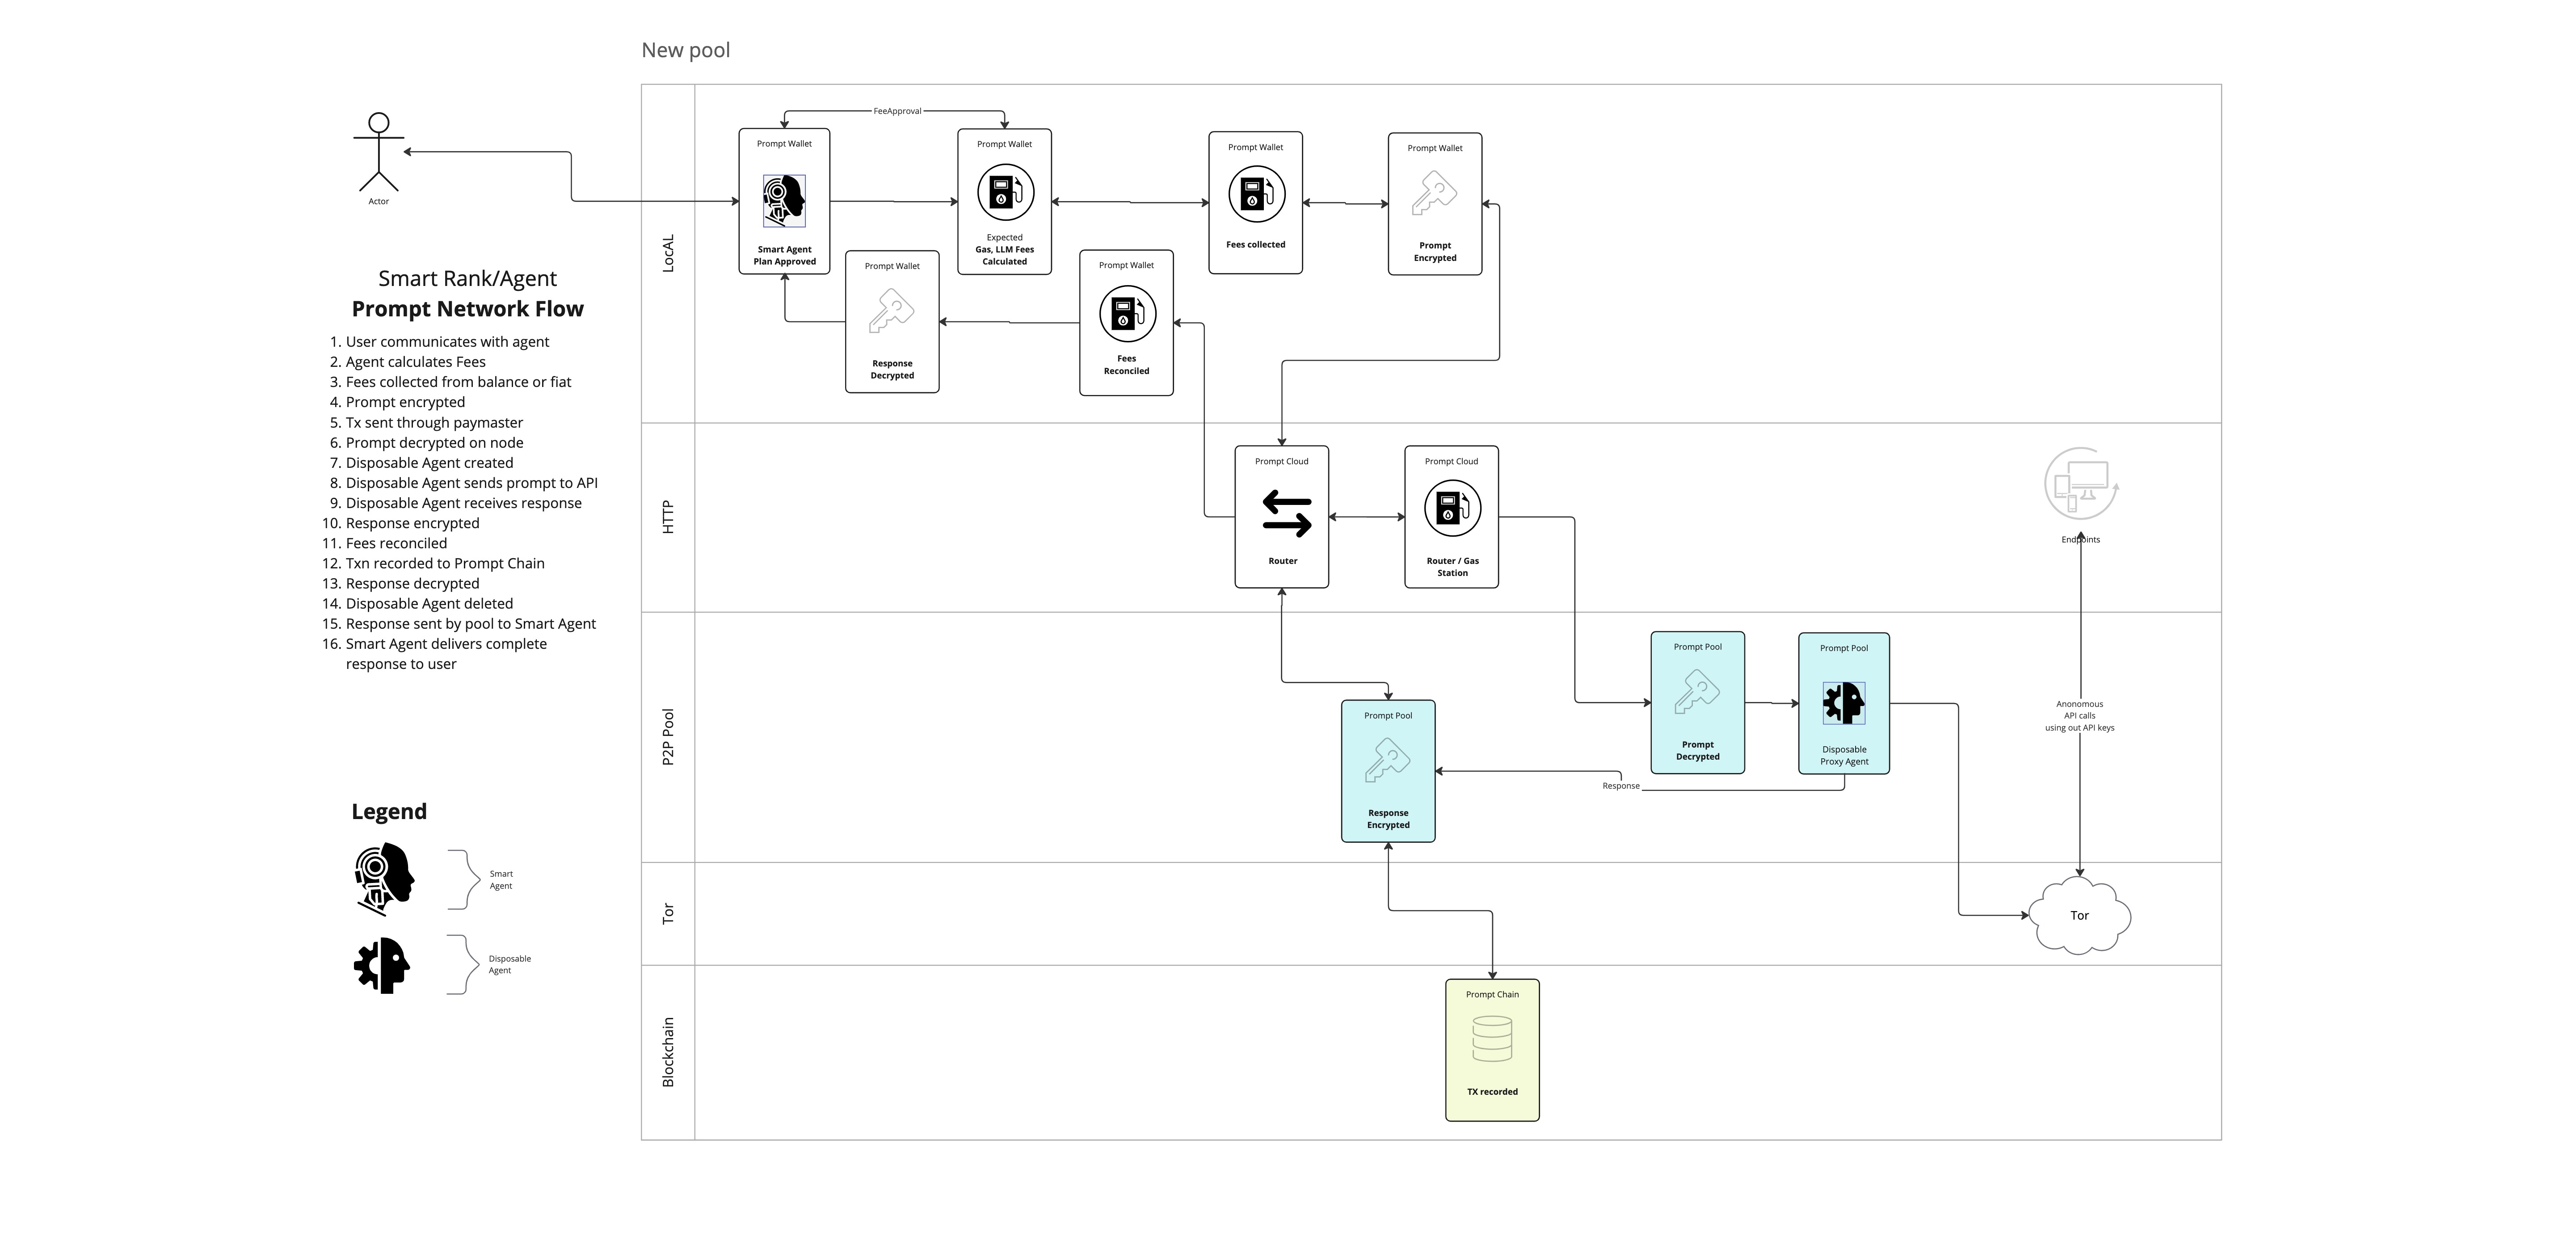 New pool
Actor
Smart Rank/Agent
Prompt Network Flow
1. User communicates with agent
2. Agent calculates Fees
3. Fees collected from balance or fiat
4. Prompt encrypted
5. Tx sent through paymaster
6. Prompt decrypted on node
7. Disposable Agent created
8. Disposable Agent sends prompt to API
9. Disposable Agent receives response
10. Response encrypted
11. Fees reconciled
12. Txn recorded to Prompt Chain
13. Response decrypted
14. Disposable Agent deleted
15. Response sent by pool to Smart Agent
16. Smart Agent delivers complete
response to user
Legend
Smart
Agent
Disposable
Agent
LocAL
FeeApproval
Prompt Wallet
Smart Agent
Plan Approved
Prompt Wallet
Expected
Gas, LLM Fees
Calculated
Prompt Wallet
Fees collected
Prompt Wallet
Prompt
Encrypted
Prompt Wallet
Response
Decrypted
Prompt Wallet
Fees
Reconciled
HTTP
Prompt Cloud
Router
Prompt Cloud
Router / Gas
Station
Endpoints
P2P Pool
Prompt Pool
Response
Encrypted
Response
Prompt Pool
Prompt
Decrypted
Prompt Pool
Disposable
Proxy Agent
Anonomous
API calls
using out API keys
Tor
Tor
Blockchain
Prompt Chain
TX recorded